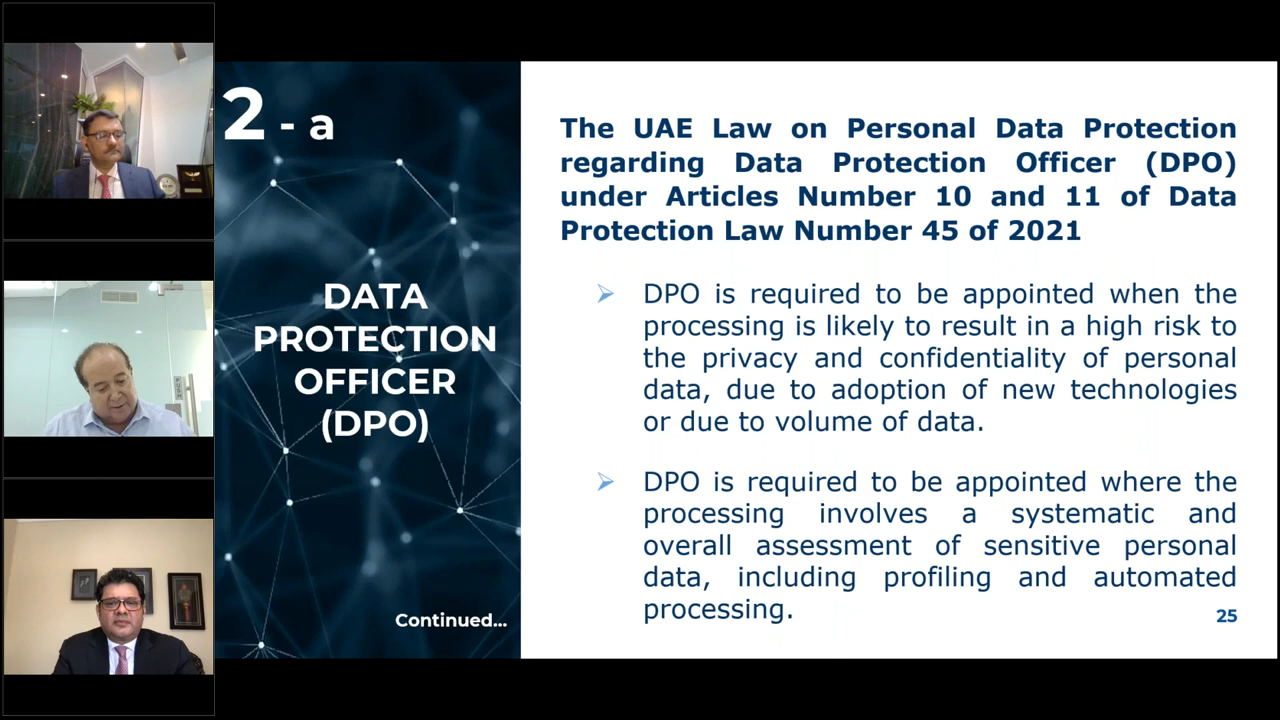 2 - a
DATA
PROTECTION
OFFICER
(DPO)
Continued...
The UAE Law on Personal Data Protection
regarding Data Protection Officer (DPO)
under Articles Number 10 and 11 of Data
Protection Law Number 45 of 2021
➢ DPO is required to be appointed when the
processing is likely to result in a high risk to
the privacy and confidentiality of personal
data, due to adoption of new technologies
or due to volume of data.
➢ DPO is required to be appointed where the
processing involves a systematic and
overall assessment of sensitive personal
data, including profiling and automated
processing.
25
PUSH